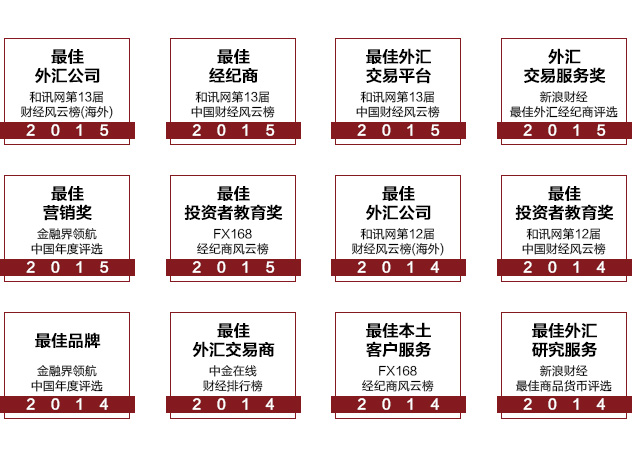 最佳
外汇公司
和讯网第13届
财经风云榜(海外)
2015
最佳
经纪商
和讯网第13届
中国财经风云榜
2015
最佳外汇
交易平台
和讯网第13届
中国财经风云榜
2015
外汇
交易服务奖
新浪财经
最佳外汇经纪商评选
2015
最佳
营销奖
金融界领航
中国年度评选
2015
最佳
投资者教育奖
FX168
经纪商风云榜
2015
最佳
外汇公司
和讯网第12届
财经风云榜(海外)
2014
最佳
投资者教育奖
和讯网第12届
中国财经风云榜
2014
最佳品牌
金融界领航
中国年度评选
2014
最佳
外汇交易商
中金在线
财经排行榜
2014
最佳本土
客户服务
FX168
经纪商风云榜
2014
最佳外汇
研究服务
新浪财经
最佳商品货币评选
2014